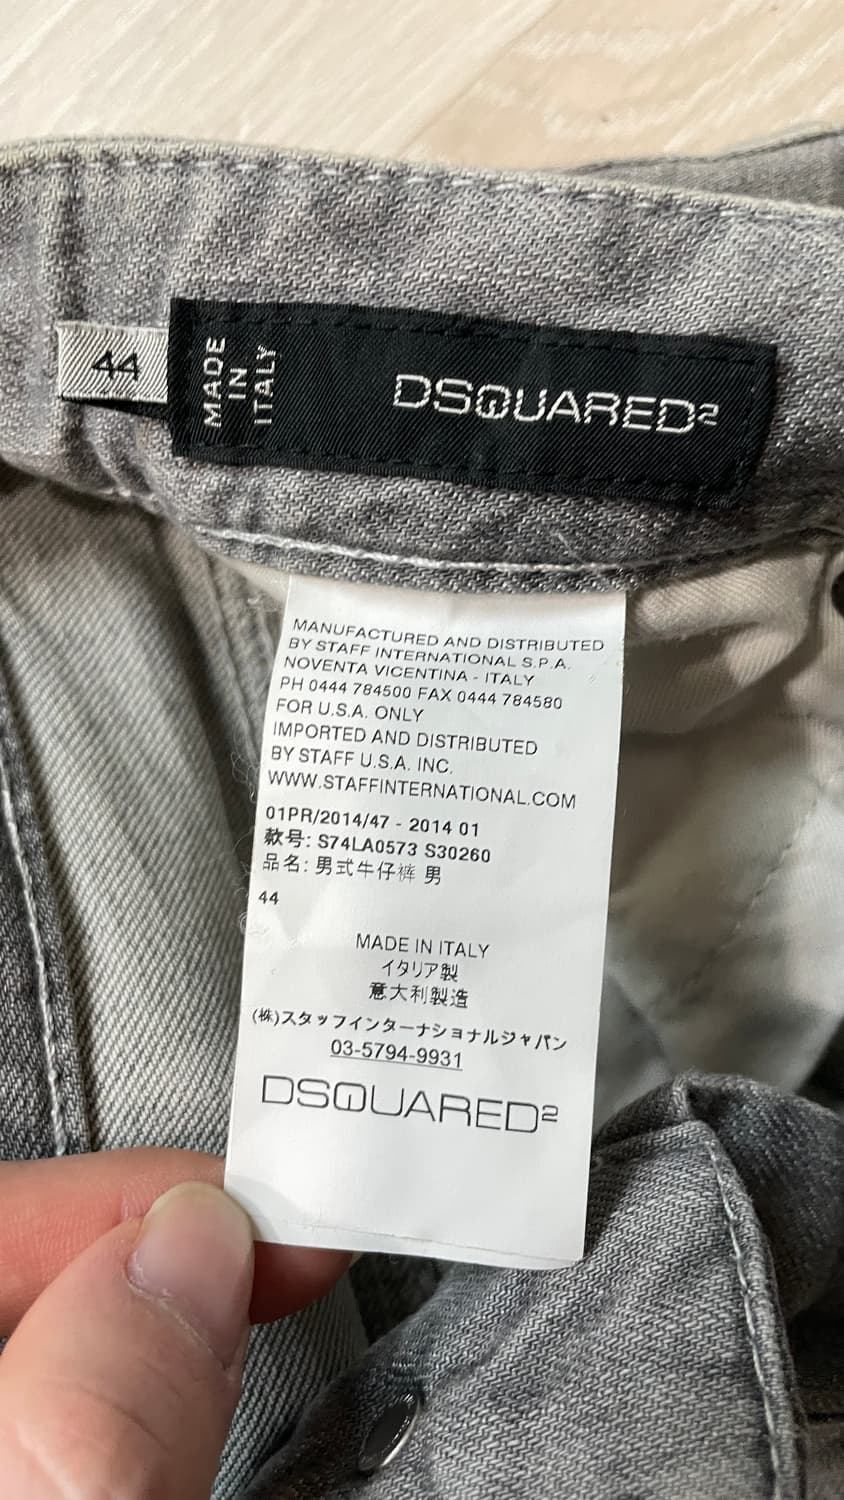 44
MADE
IN
ITALY
DSQUARED²
MANUFACTURED AND DISTRIBUTED
BY STAFF INTERNATIONAL S.P.A.
NOVENTA VICENTINA - ITALY
PH 0444 784500 FAX 0444 784580
FOR U.S.A. ONLY
IMPORTED AND DISTRIBUTED
BY STAFF U.S.A. INC.
WWW.STAFFINTERNATIONAL.COM
01PR/2014/47 - 2014 01
款号: S74LA0573 S30260
品名: 男式牛仔裤 男
44
MADE IN ITALY
イタリア製
意大利製造
(株)スタッフインターナショナルジャパン
03-5794-9931
DSQUARED²